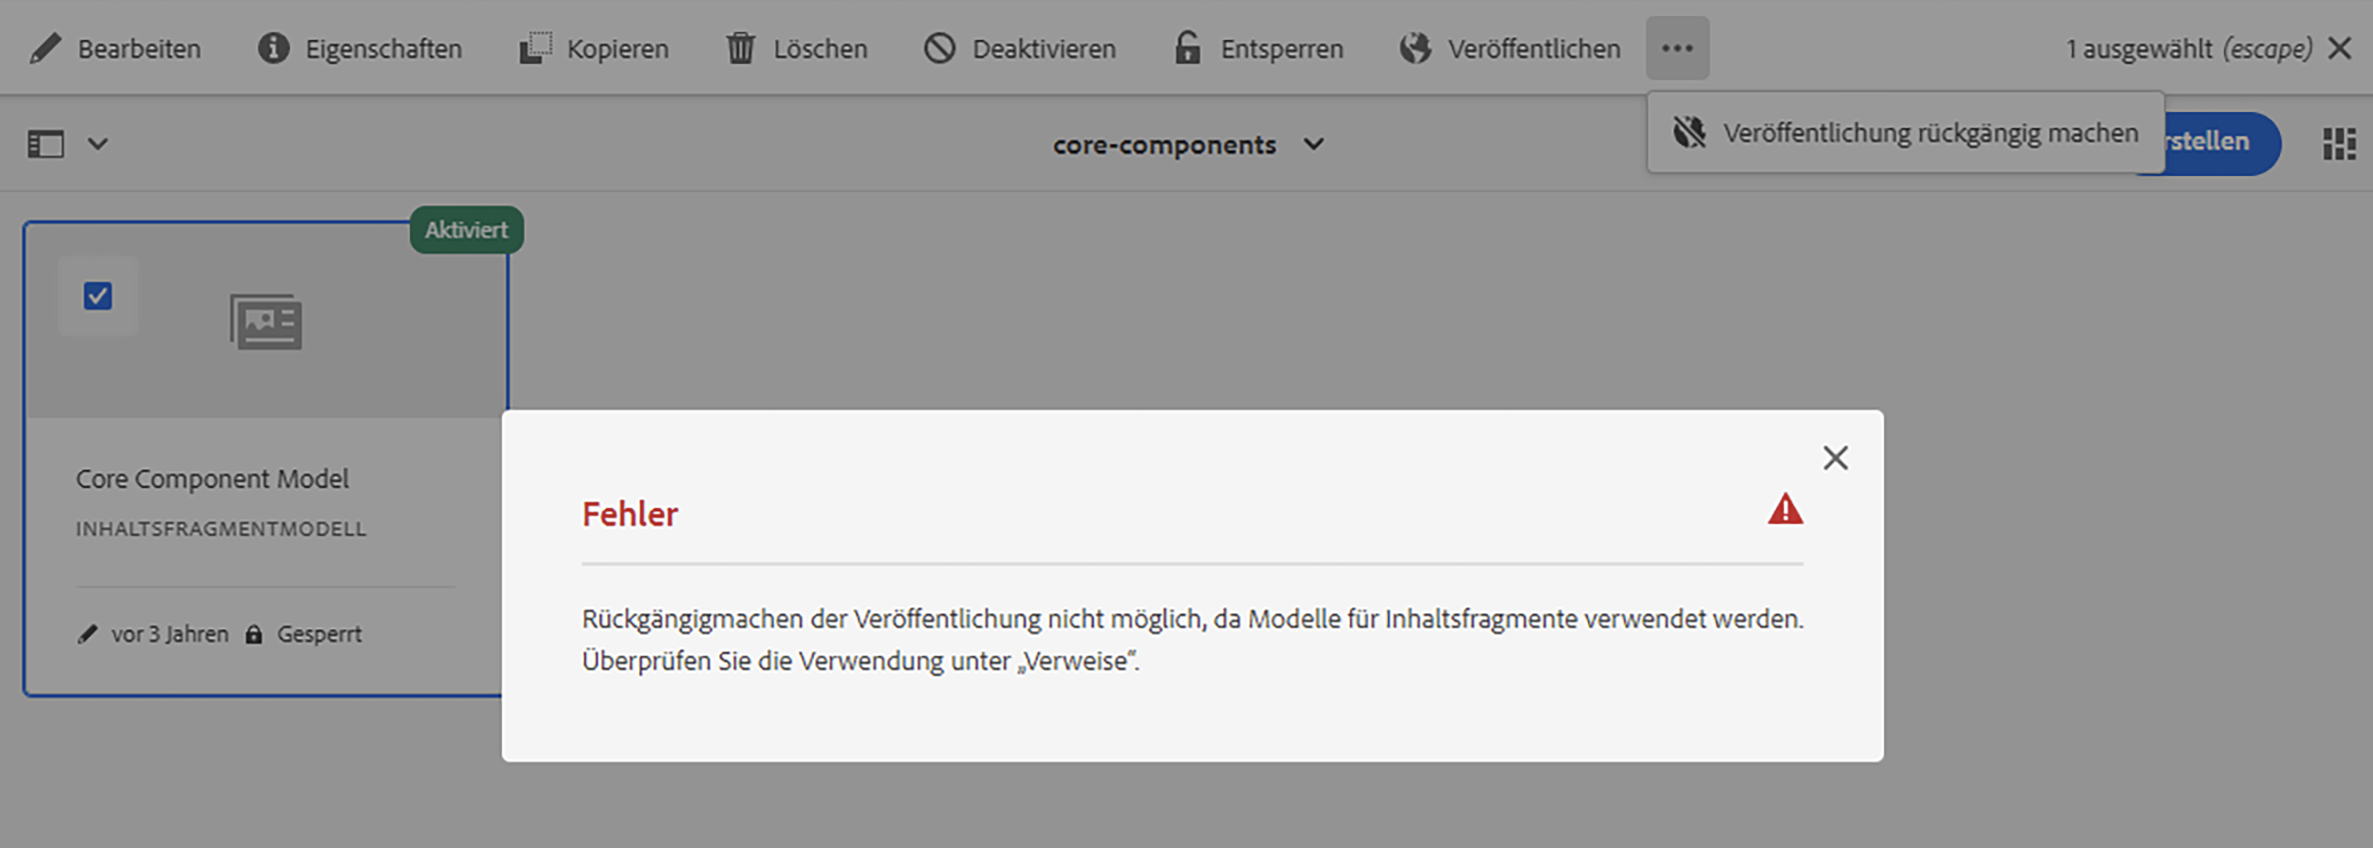 Bearbeiten Eigenschaften Kopieren Löschen Deaktivieren Entsperren Veröffentlichen 1 ausgewählt (escape)
core-components Veröffentlichung rückgängig machen rstellen
Aktiviert
Core Component Model
INHALTSFRAGMENTMODELL
vor 3 Jahren Gesperrt
Fehler
Rückgängigmachen der Veröffentlichung nicht möglich, da Modelle für Inhaltsfragmente verwendet werden.
Überprüfen Sie die Verwendung unter „Verweise“.